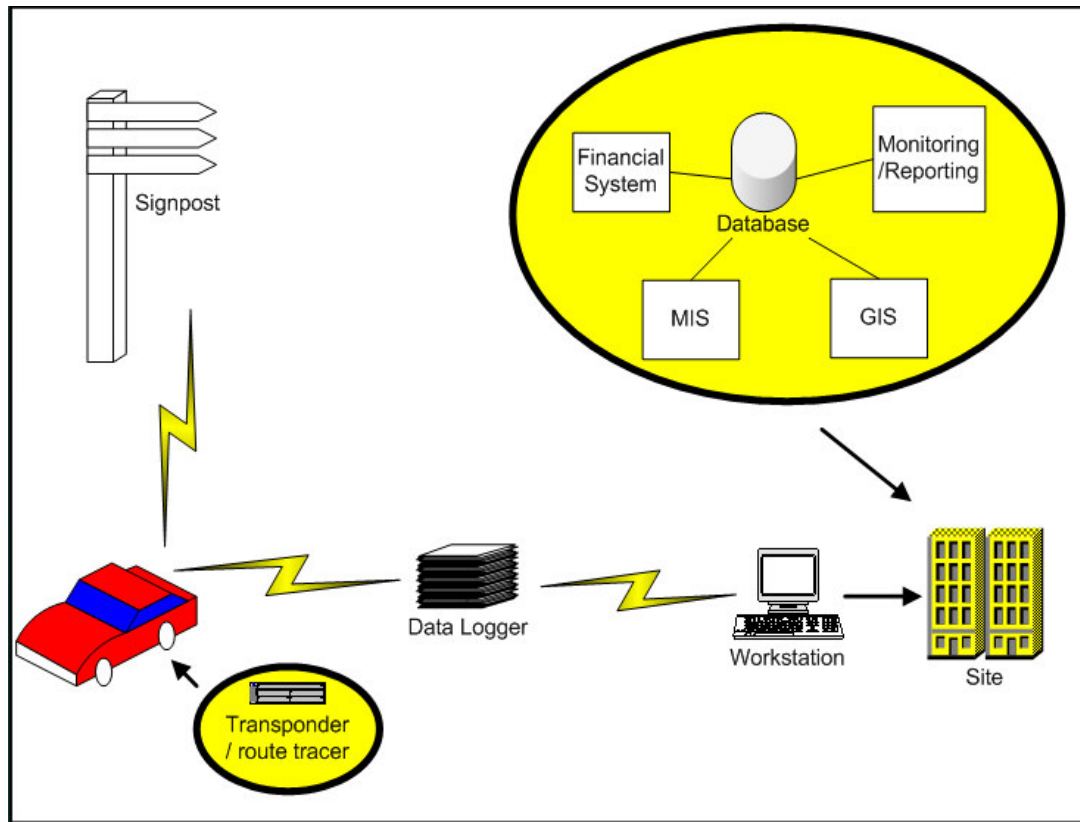 Signpost
Financial
System
Monitoring
/Reporting
Database
MIS
GIS
Data Logger
Workstation
Site
Transponder
/ route tracer